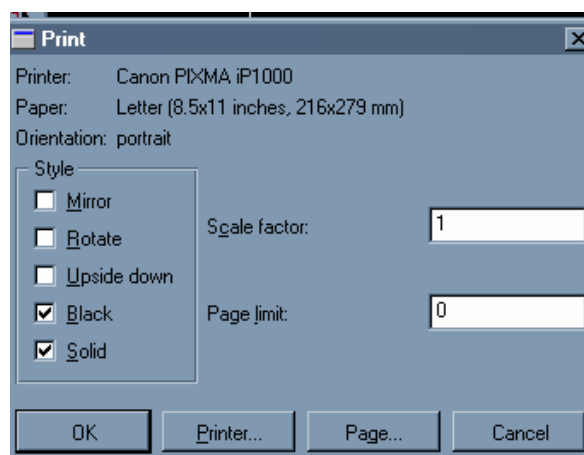 Print
Printer: Canon PIXMA iP1000
Paper: Letter (8.5x11 inches, 216x279 mm)
Orientation: portrait
Style
Mirror
Rotate
Upside down
Black
Solid
Scale factor: 1
Page limit: 0
OK Printer... Page... Cancel